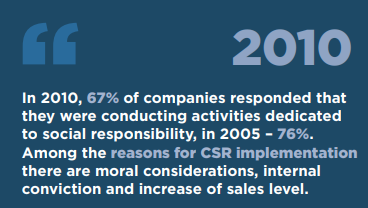 2010
In 2010, 67% of companies responded that
they were conducting activities dedicated
to social responsibility, in 2005 – 76%.
Among the reasons for CSR implementation
there are moral considerations, internal
conviction and increase of sales level.